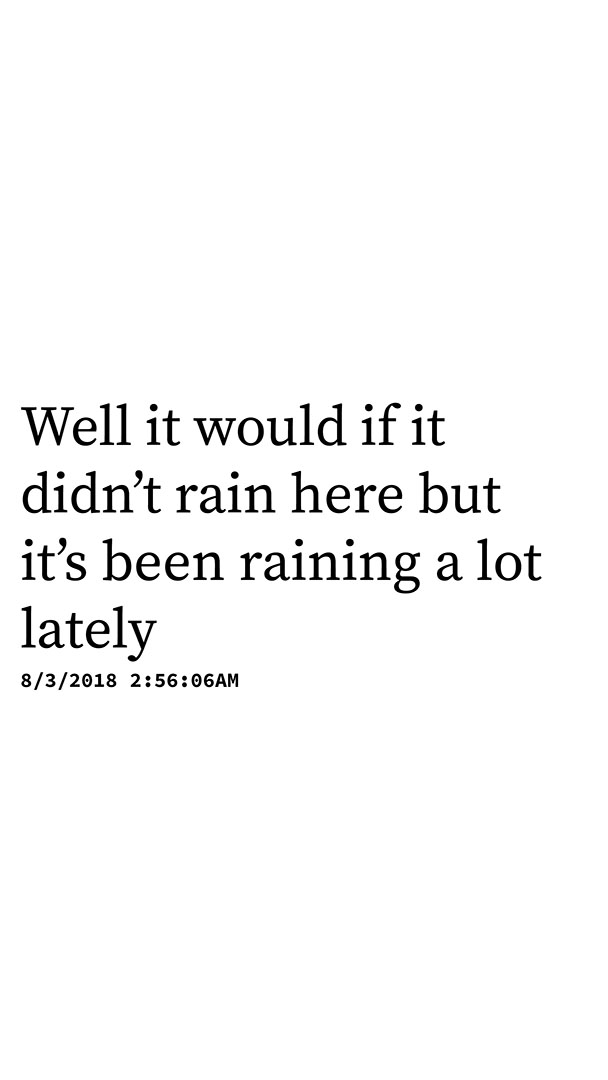 Well it would if it
didn’t rain here but
it’s been raining a lot
lately
8/3/2018 2:56:06AM